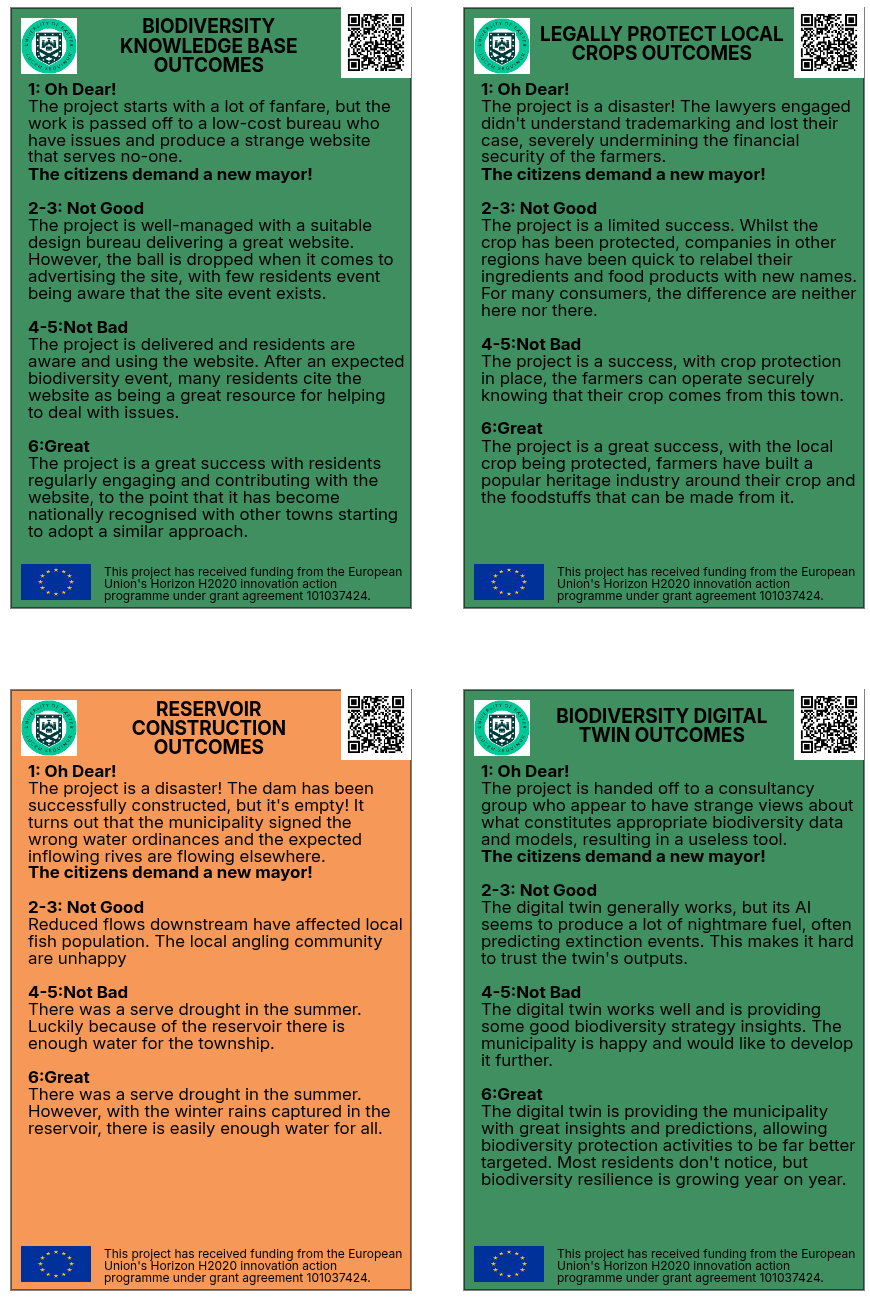 BIODIVERSITY
KNOWLEDGE BASE
OUTCOMES
1: Oh Dear!
The project starts with a lot of fanfare, but the
work is passed off to a low-cost bureau who
have issues and produce a strange website
that serves no-one.
The citizens demand a new mayor!
2-3: Not Good
The project is well-managed with a suitable
design bureau delivering a great website.
However, the ball is dropped when it comes to
advertising the site, with few residents event
being aware that the site event exists.
4-5:Not Bad
The project is delivered and residents are
aware and using the website. After an expected
biodiversity event, many residents cite the
website as being a great resource for helping
to deal with issues.
6:Great
The project is a great success with residents
regularly engaging and contributing with the
website, to the point that it has become
nationally recognised with other towns starting
to adopt a similar approach.
This project has received funding from the European
Union's Horizon H2020 innovation action
programme under grant agreement 101037424.
LEGALLY PROTECT LOCAL
CROPS OUTCOMES
1: Oh Dear!
The project is a disaster! The lawyers engaged
didn't understand trademarking and lost their
case, severely undermining the financial
security of the farmers.
The citizens demand a new mayor!
2-3: Not Good
The project is a limited success. Whilst the
crop has been protected, companies in other
regions have been quick to relabel their
ingredients and food products with new names.
For many consumers, the difference are neither
here nor there.
4-5:Not Bad
The project is a success, with crop protection
in place, the farmers can operate securely
knowing that their crop comes from this town.
6:Great
The project is a great success, with the local
crop being protected, farmers have built a
popular heritage industry around their crop and
the foodstuffs that can be made from it.
This project has received funding from the European
Union's Horizon H2020 innovation action
programme under grant agreement 101037424.
RESERVOIR
CONSTRUCTION
OUTCOMES
1: Oh Dear!
The project is a disaster! The dam has been
successfully constructed, but it's empty! It
turns out that the municipality signed the
wrong water ordinances and the expected
inflowing rives are flowing elsewhere.
The citizens demand a new mayor!
2-3: Not Good
Reduced flows downstream have affected local
fish population. The local angling community
are unhappy
4-5:Not Bad
There was a serve drought in the summer.
Luckily because of the reservoir there is
enough water for the township.
6:Great
There was a serve drought in the summer.
However, with the winter rains captured in the
reservoir, there is easily enough water for all.
This project has received funding from the European
Union's Horizon H2020 innovation action
programme under grant agreement 101037424.
BIODIVERSITY DIGITAL
TWIN OUTCOMES
1: Oh Dear!
The project is handed off to a consultancy
group who appear to have strange views about
what constitutes appropriate biodiversity data
and models, resulting in a useless tool.
The citizens demand a new mayor!
2-3: Not Good
The digital twin generally works, but its AI
seems to produce a lot of nightmare fuel, often
predicting extinction events. This makes it hard
to trust the twin's outputs.
4-5:Not Bad
The digital twin works well and is providing
some good biodiversity strategy insights. The
municipality is happy and would like to develop
it further.
6:Great
The digital twin is providing the municipality
with great insights and predictions, allowing
biodiversity protection activities to be far better
targeted. Most residents don't notice, but
biodiversity resilience is growing year on year.
This project has received funding from the European
Union's Horizon H2020 innovation action
programme under grant agreement 101037424.